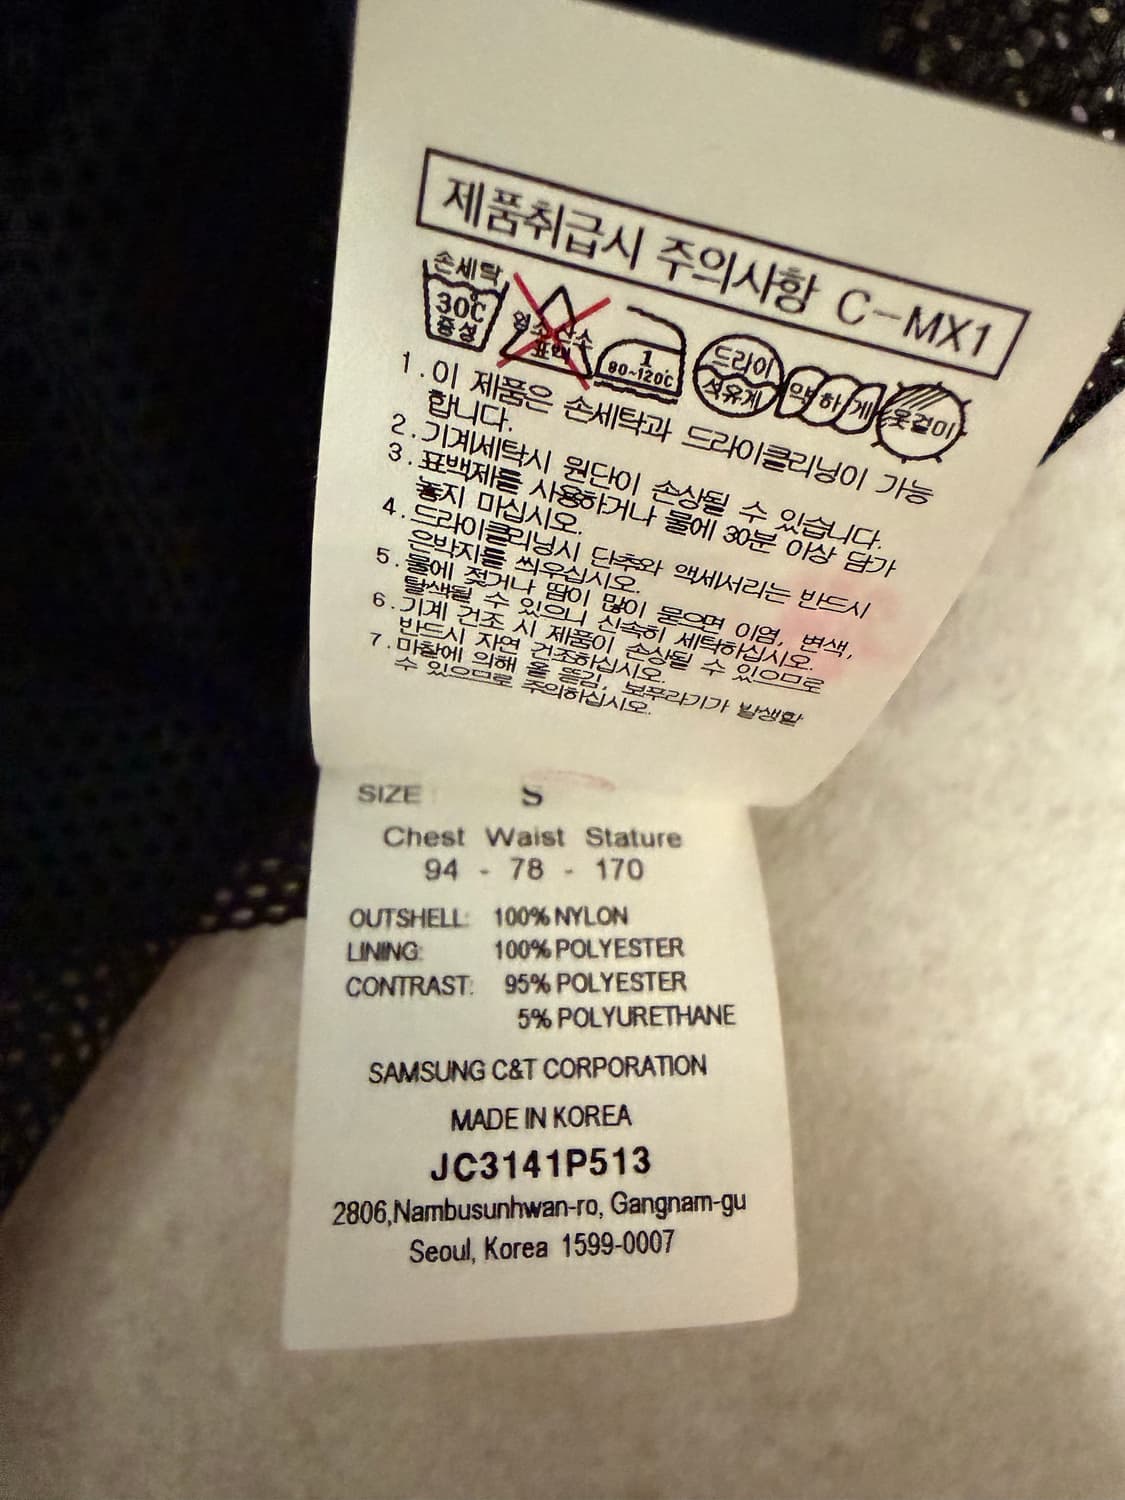 제품취급시 주의사항 C-MX1
손세탁
30℃
중성
염소산소
표백
1
80~120℃
드라이
석유계
약하게
옷걸이
1.이 제품은 손세탁과 드라이클리닝이 가능
합니다.
2.기계세탁시 원단이 손상될 수 있습니다.
3.표백제를 사용하거나 물에 30분 이상 담가
놓지 마십시오.
4.드라이클리닝시 단추와 액세서리는 반드시
은박지를 씌우십시오.
5.물에 젖거나 땀이 많이 묻으면 이염, 변색,
탈색될 수 있으니 신속히 세탁하십시오.
6.기계 건조 시 제품이 손상될 수 있으므로
반드시 자연 건조하십시오.
7.마찰에 의해 올 뜯김, 보푸라기가 발생할
수 있으므로 주의하십시오.
SIZE S
Chest Waist Stature
94 - 78 - 170
OUTSHELL: 100% NYLON
LINING: 100% POLYESTER
CONTRAST: 95% POLYESTER
5% POLYURETHANE
SAMSUNG C&T CORPORATION
MADE IN KOREA
JC3141P513
2806,Nambusunhwan-ro, Gangnam-gu
Seoul, Korea 1599-0007